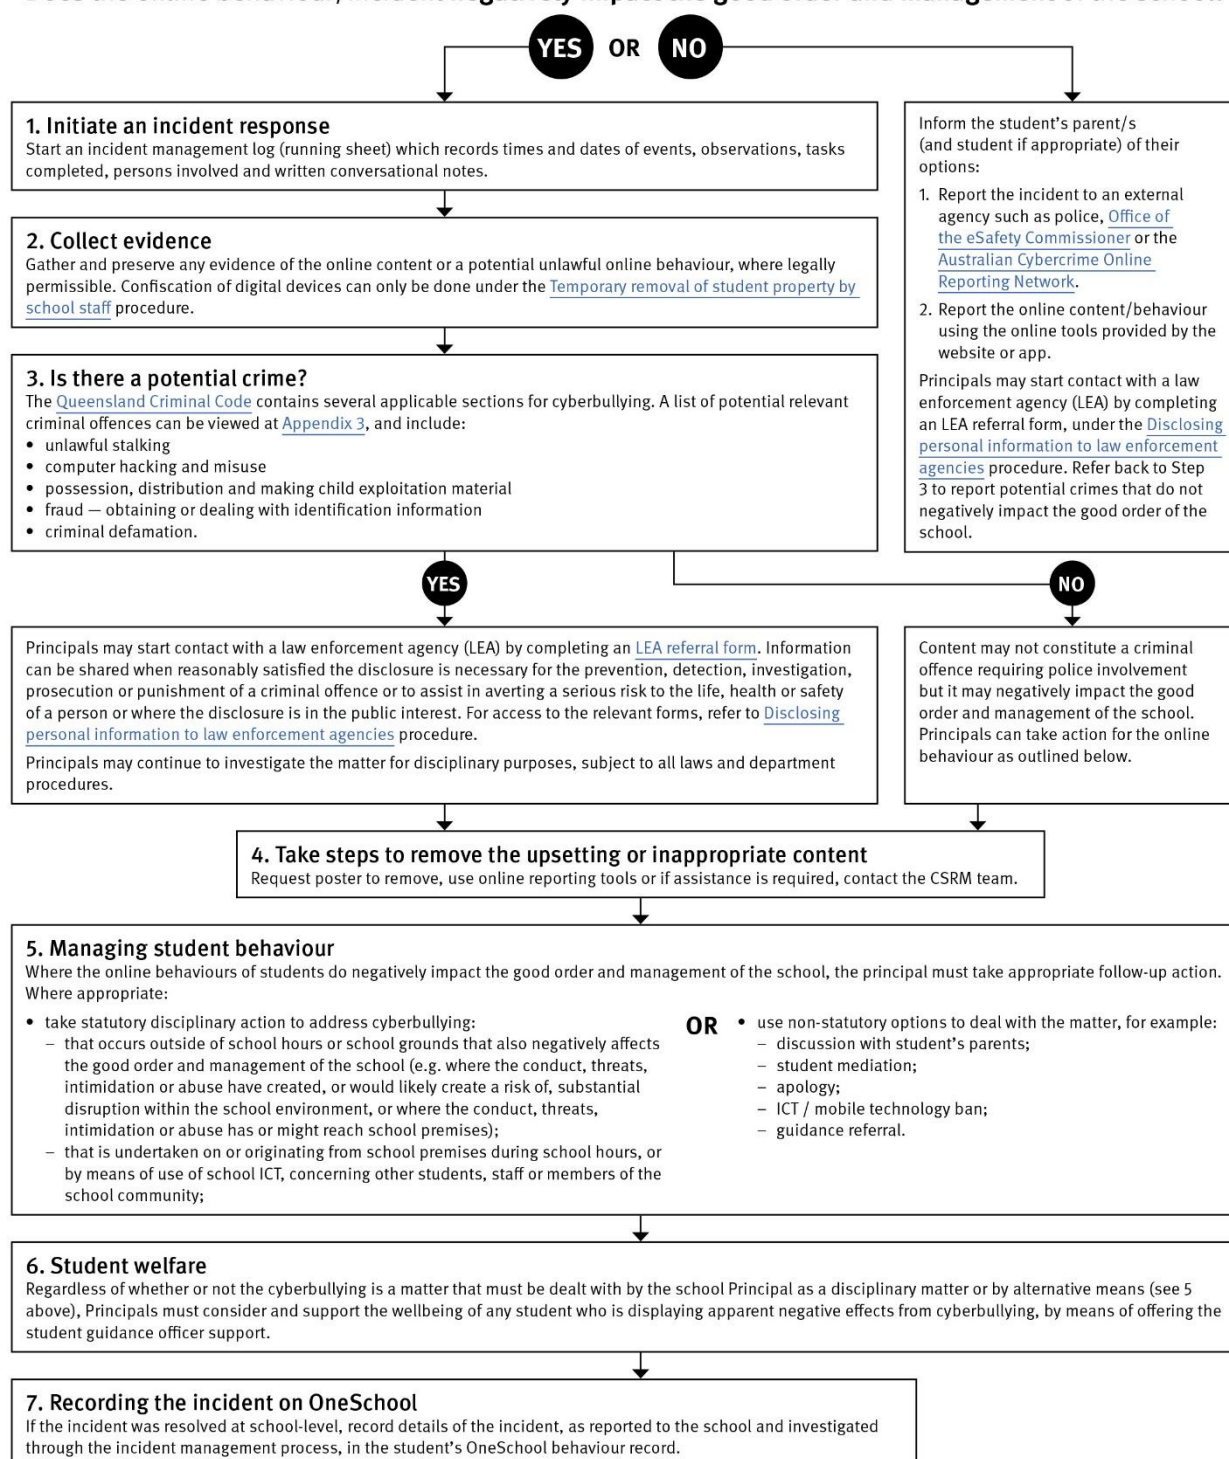 YES OR NO
1. Initiate an incident response
Start an incident management log (running sheet) which records times and dates of events, observations, tasks
completed, persons involved and written conversational notes.
2. Collect evidence
Gather and preserve any evidence of the online content or a potential unlawful online behaviour, where legally
permissible. Confiscation of digital devices can only be done under the Temporary removal of student property by
school staff procedure.
3. Is there a potential crime?
The Queensland Criminal Code contains several applicable sections for cyberbullying. A list of potential relevant
criminal offences can be viewed at Appendix 3, and include:
• unlawful stalking
• computer hacking and misuse
• possession, distribution and making child exploitation material
• fraud — obtaining or dealing with identification information
• criminal defamation.
Inform the student's parent/s
(and student if appropriate) of their
options:
1. Report the incident to an external
agency such as police, Office of
the eSafety Commissioner or the
Australian Cybercrime Online
Reporting Network.
2. Report the online content/behaviour
using the online tools provided by the
website or app.
Principals may start contact with a law
enforcement agency (LEA) by completing
an LEA referral form, under the Disclosing
personal information to law enforcement
agencies procedure. Refer back to Step
3 to report potential crimes that do not
negatively impact the good order of the
school.
YES
NO
Principals may start contact with a law enforcement agency (LEA) by completing an LEA referral form. Information
can be shared when reasonably satisfied the disclosure is necessary for the prevention, detection, investigation,
prosecution or punishment of a criminal offence or to assist in averting a serious risk to the life, health or safety
of a person or where the disclosure is in the public interest. For access to the relevant forms, refer to Disclosing
personal information to law enforcement agencies procedure.
Principals may continue to investigate the matter for disciplinary purposes, subject to all laws and department
procedures.
Content may not constitute a criminal
offence requiring police involvement
but it may negatively impact the good
order and management of the school.
Principals can take action for the online
behaviour as outlined below.
4. Take steps to remove the upsetting or inappropriate content
Request poster to remove, use online reporting tools or if assistance is required, contact the CSRM team.
5. Managing student behaviour
Where the online behaviours of students do negatively impact the good order and management of the school, the principal must take appropriate follow-up action.
Where appropriate:
• take statutory disciplinary action to address cyberbullying:
– that occurs outside of school hours or school grounds that also negatively affects
the good order and management of the school (e.g. where the conduct, threats,
intimidation or abuse have created, or would likely create a risk of, substantial
disruption within the school environment, or where the conduct, threats,
intimidation or abuse has or might reach school premises);
– that is undertaken on or originating from school premises during school hours, or
by means of use of school ICT, concerning other students, staff or members of the
school community;
OR
• use non-statutory options to deal with the matter, for example:
– discussion with student's parents;
– student mediation;
– apology;
– ICT / mobile technology ban;
– guidance referral.
6. Student welfare
Regardless of whether or not the cyberbullying is a matter that must be dealt with by the school Principal as a disciplinary matter or by alternative means (see 5
above), Principals must consider and support the wellbeing of any student who is displaying apparent negative effects from cyberbullying, by means of offering the
student guidance officer support.
7. Recording the incident on OneSchool
If the incident was resolved at school-level, record details of the incident, as reported to the school and investigated
through the incident management process, in the student's OneSchool behaviour record.